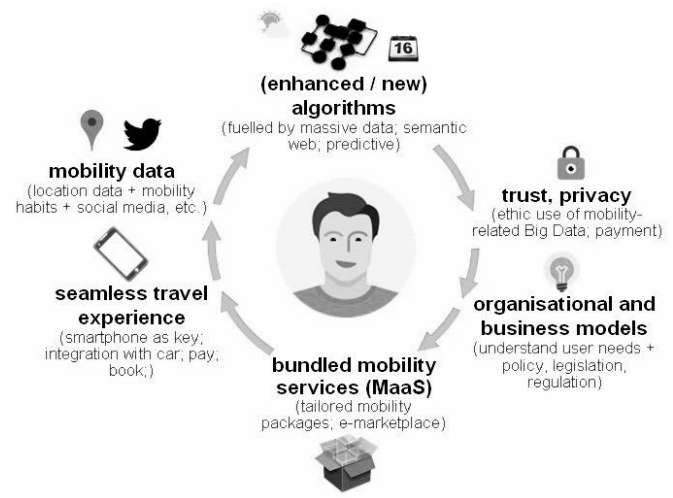 16
(enhanced / new)
algorithms
(fuelled by massive data; semantic
web; predictive)
trust, privacy
(ethic use of mobility-
related Big Data; payment)
organisational and
business models
(understand user needs +
policy, legislation,
regulation)
bundled mobility
services (MaaS)
(tailored mobility
packages; e-marketplace)
seamless travel
experience
(smartphone as key;
integration with car; pay;
book;)
mobility data
(location data + mobility
habits + social media, etc.)